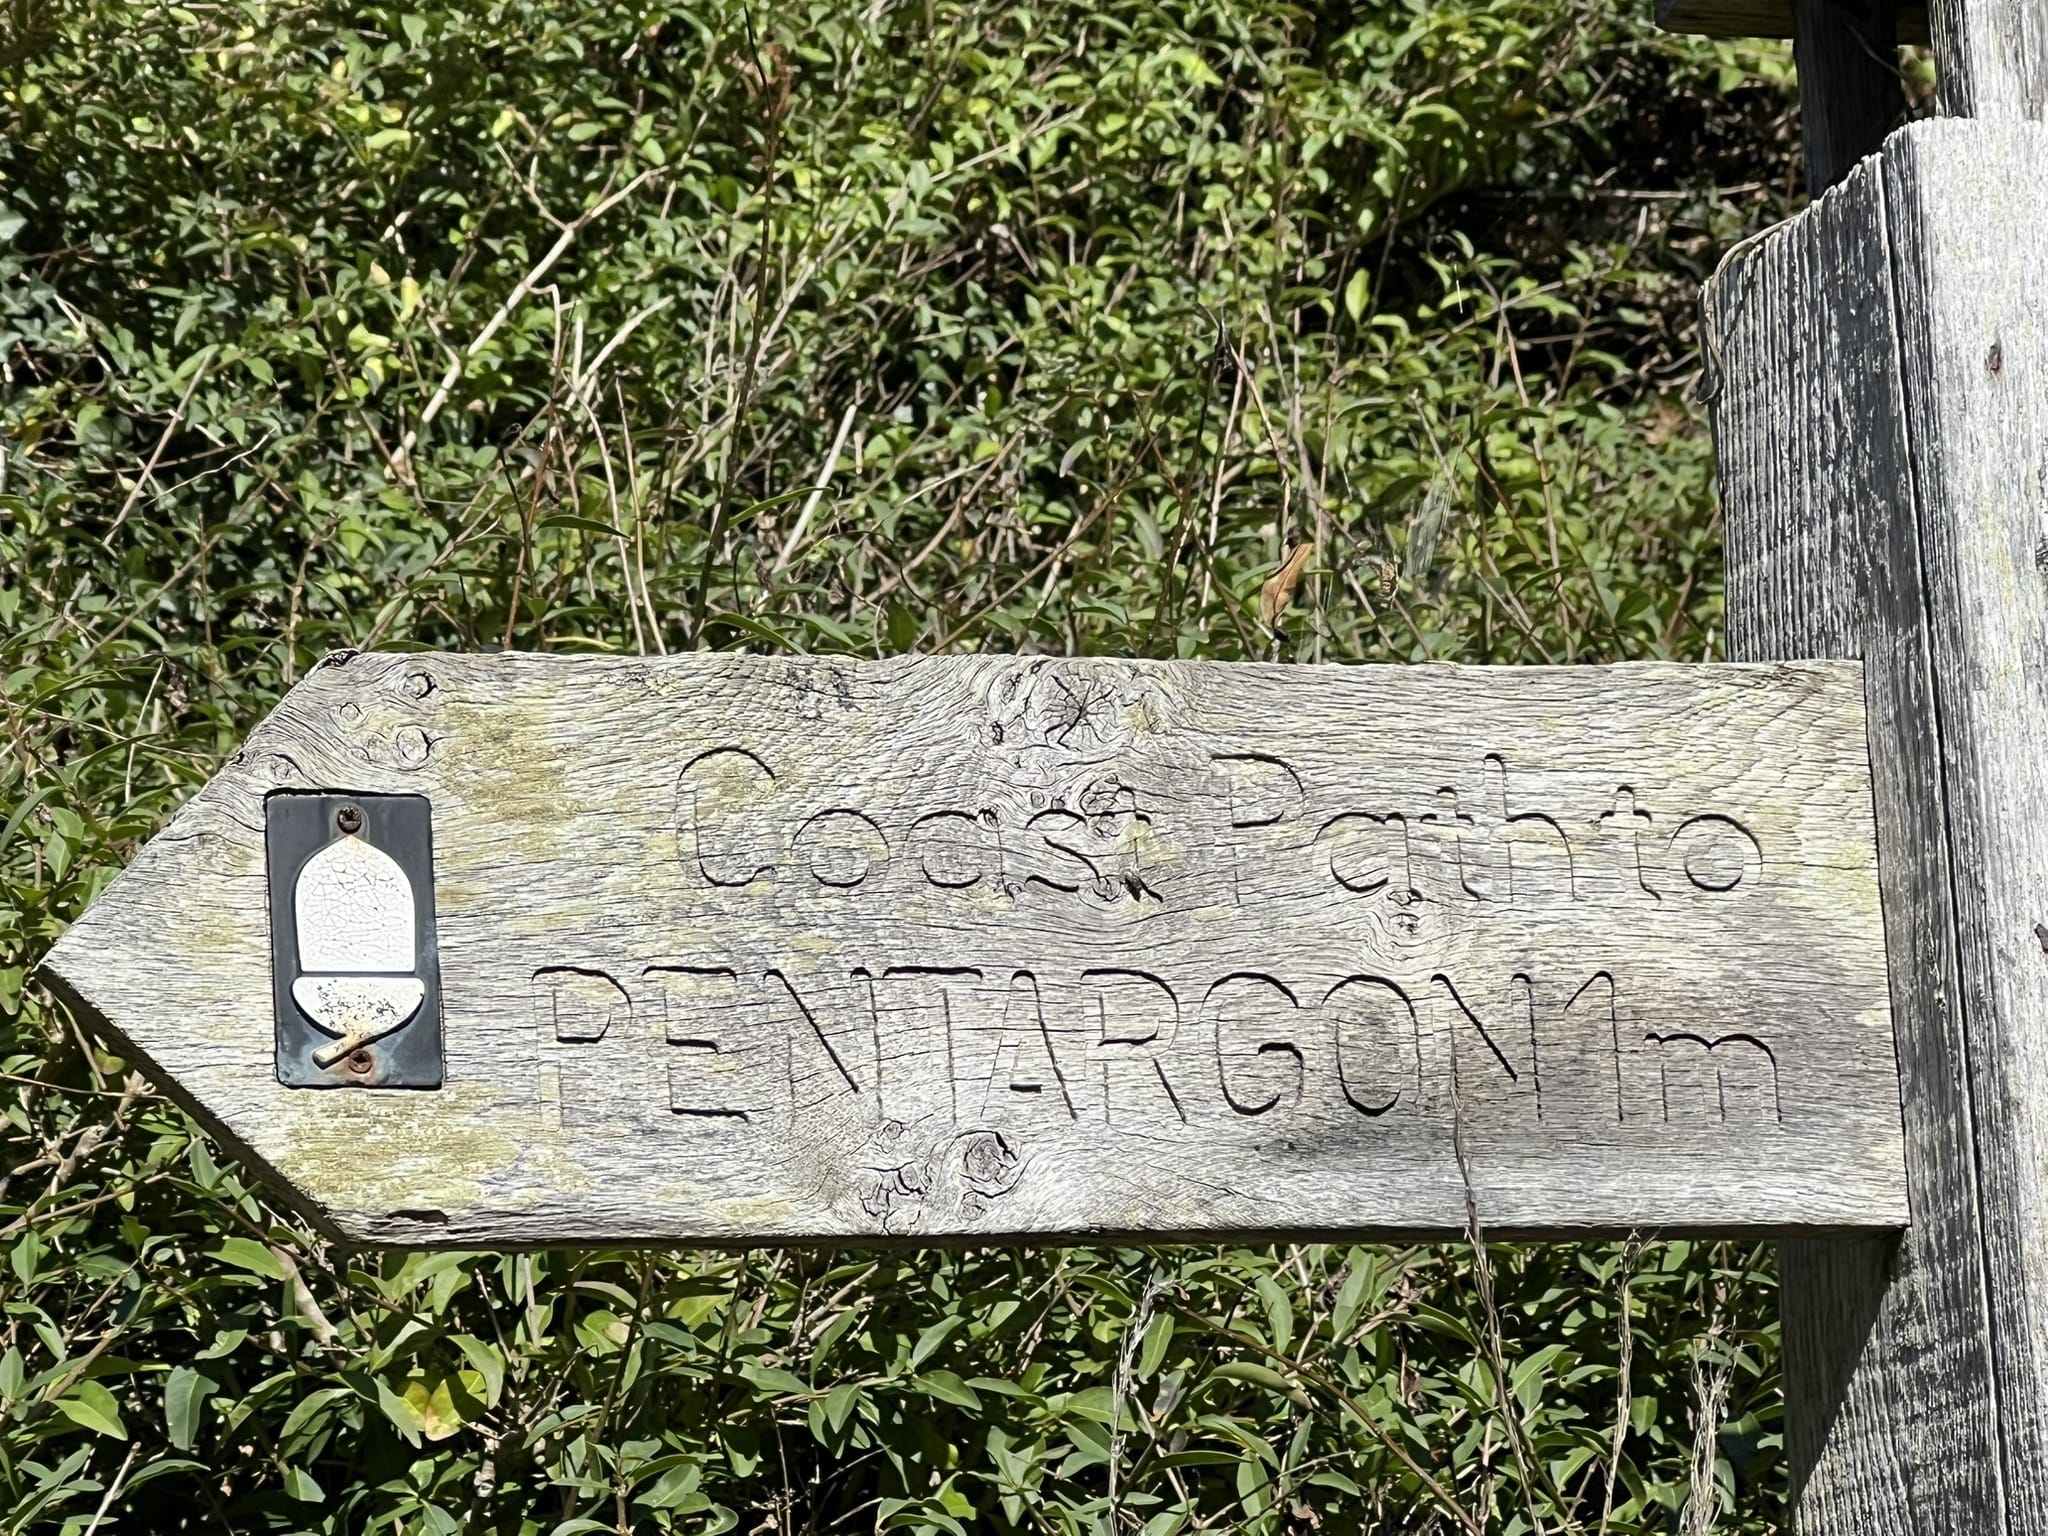 Coast Path to
PENTARGON 1m